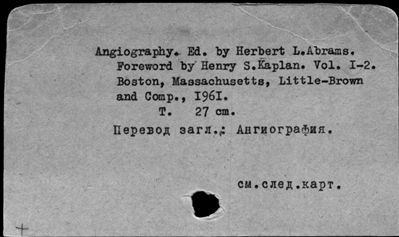 Angiography. Ed. by Herbert L.Abrams.
Foreword by Henry S.Kaplan. Vol. I-2.
Boston, Massachusetts, Little-Brown
and Comp., I96I.
Т. 27 cm.
Перевод загл.: Ангиография.
см.след.карт.